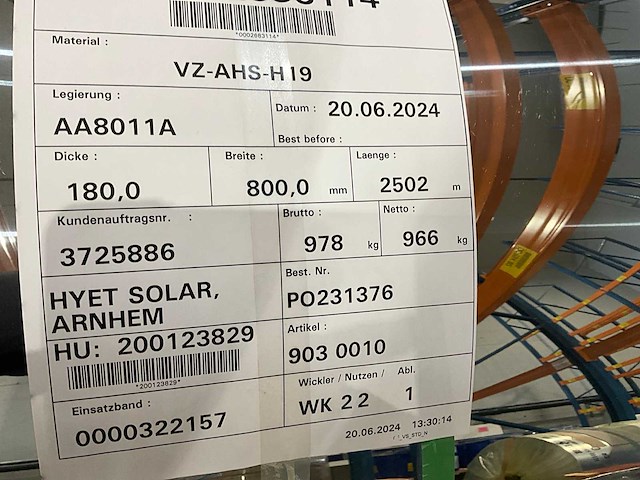 *0002883114*
Material :
VZ-AHS-H19
Legierung :
AA8011A
Datum : 20.06.2024
Best before :
Dicke :
180,0
Breite :
800,0 mm
Laenge :
2502 m
Kundenauftragsnr. :
3725886
Brutto :
978 kg
Netto :
966 kg
HYET SOLAR,
ARNHEM
Best. Nr.
PO231376
HU: 200123829
*200123829*
Artikel :
903 0010
Einsatzband :
0000322157
Wickler / Nutzen / Abl.
WK 2 2 1
20.06.2024 13:30:14